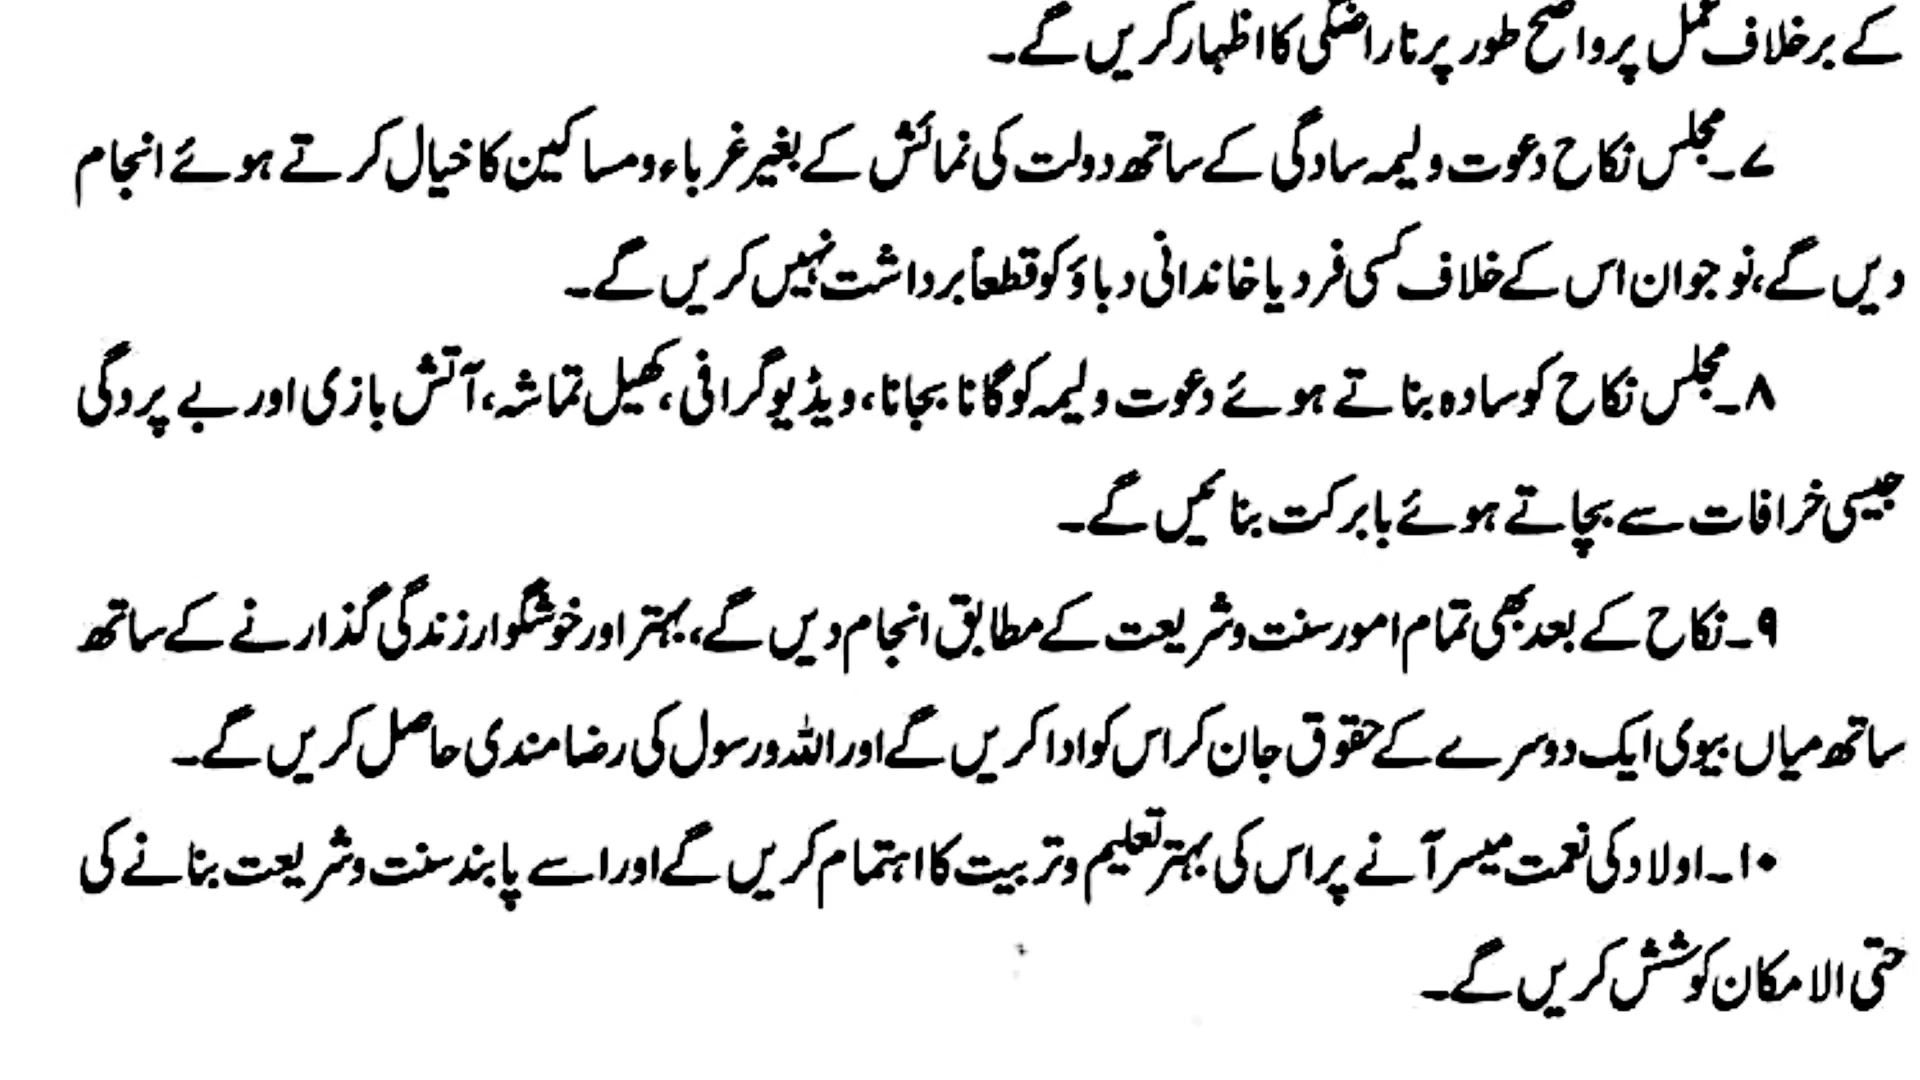 کے برخلاف عمل پر واضح طور پر ناراضگی کا اظہار کریں گے۔
۷۔ مجلس نکاح دعوت ولیمہ سادگی کے ساتھ دولت کی نمائش کے بغیر غرباء ومساکین کا خیال کرتے ہوئے انجام
دیں گے، نوجوان اس کے خلاف کسی فرد یا خاندانی دباؤ کو قطعاً برداشت نہیں کریں گے۔
۸۔ مجلس نکاح کو سادہ بناتے ہوئے دعوت ولیمہ کو گانا بجانا، ویڈیوگرافی، کھیل تماشہ، آتش بازی اور بے پردگی
جیسی خرافات سے بچاتے ہوئے بابرکت بنائیں گے۔
۹۔ نکاح کے بعد بھی تمام امور سنت وشریعت کے مطابق انجام دیں گے، بہتر اور خوشگوار زندگی گذارنے کے ساتھ
ساتھ میاں بیوی ایک دوسرے کے حقوق جان کر اس کو ادا کریں گے اور اللہ ورسول کی رضامندی حاصل کریں گے۔
۱۰۔ اولاد کی نعمت میسر آنے پر اس کی بہتر تعلیم وتربیت کا اہتمام کریں گے اور اسے پابند سنت وشریعت بنانے کی
حتی الامکان کوشش کریں گے۔